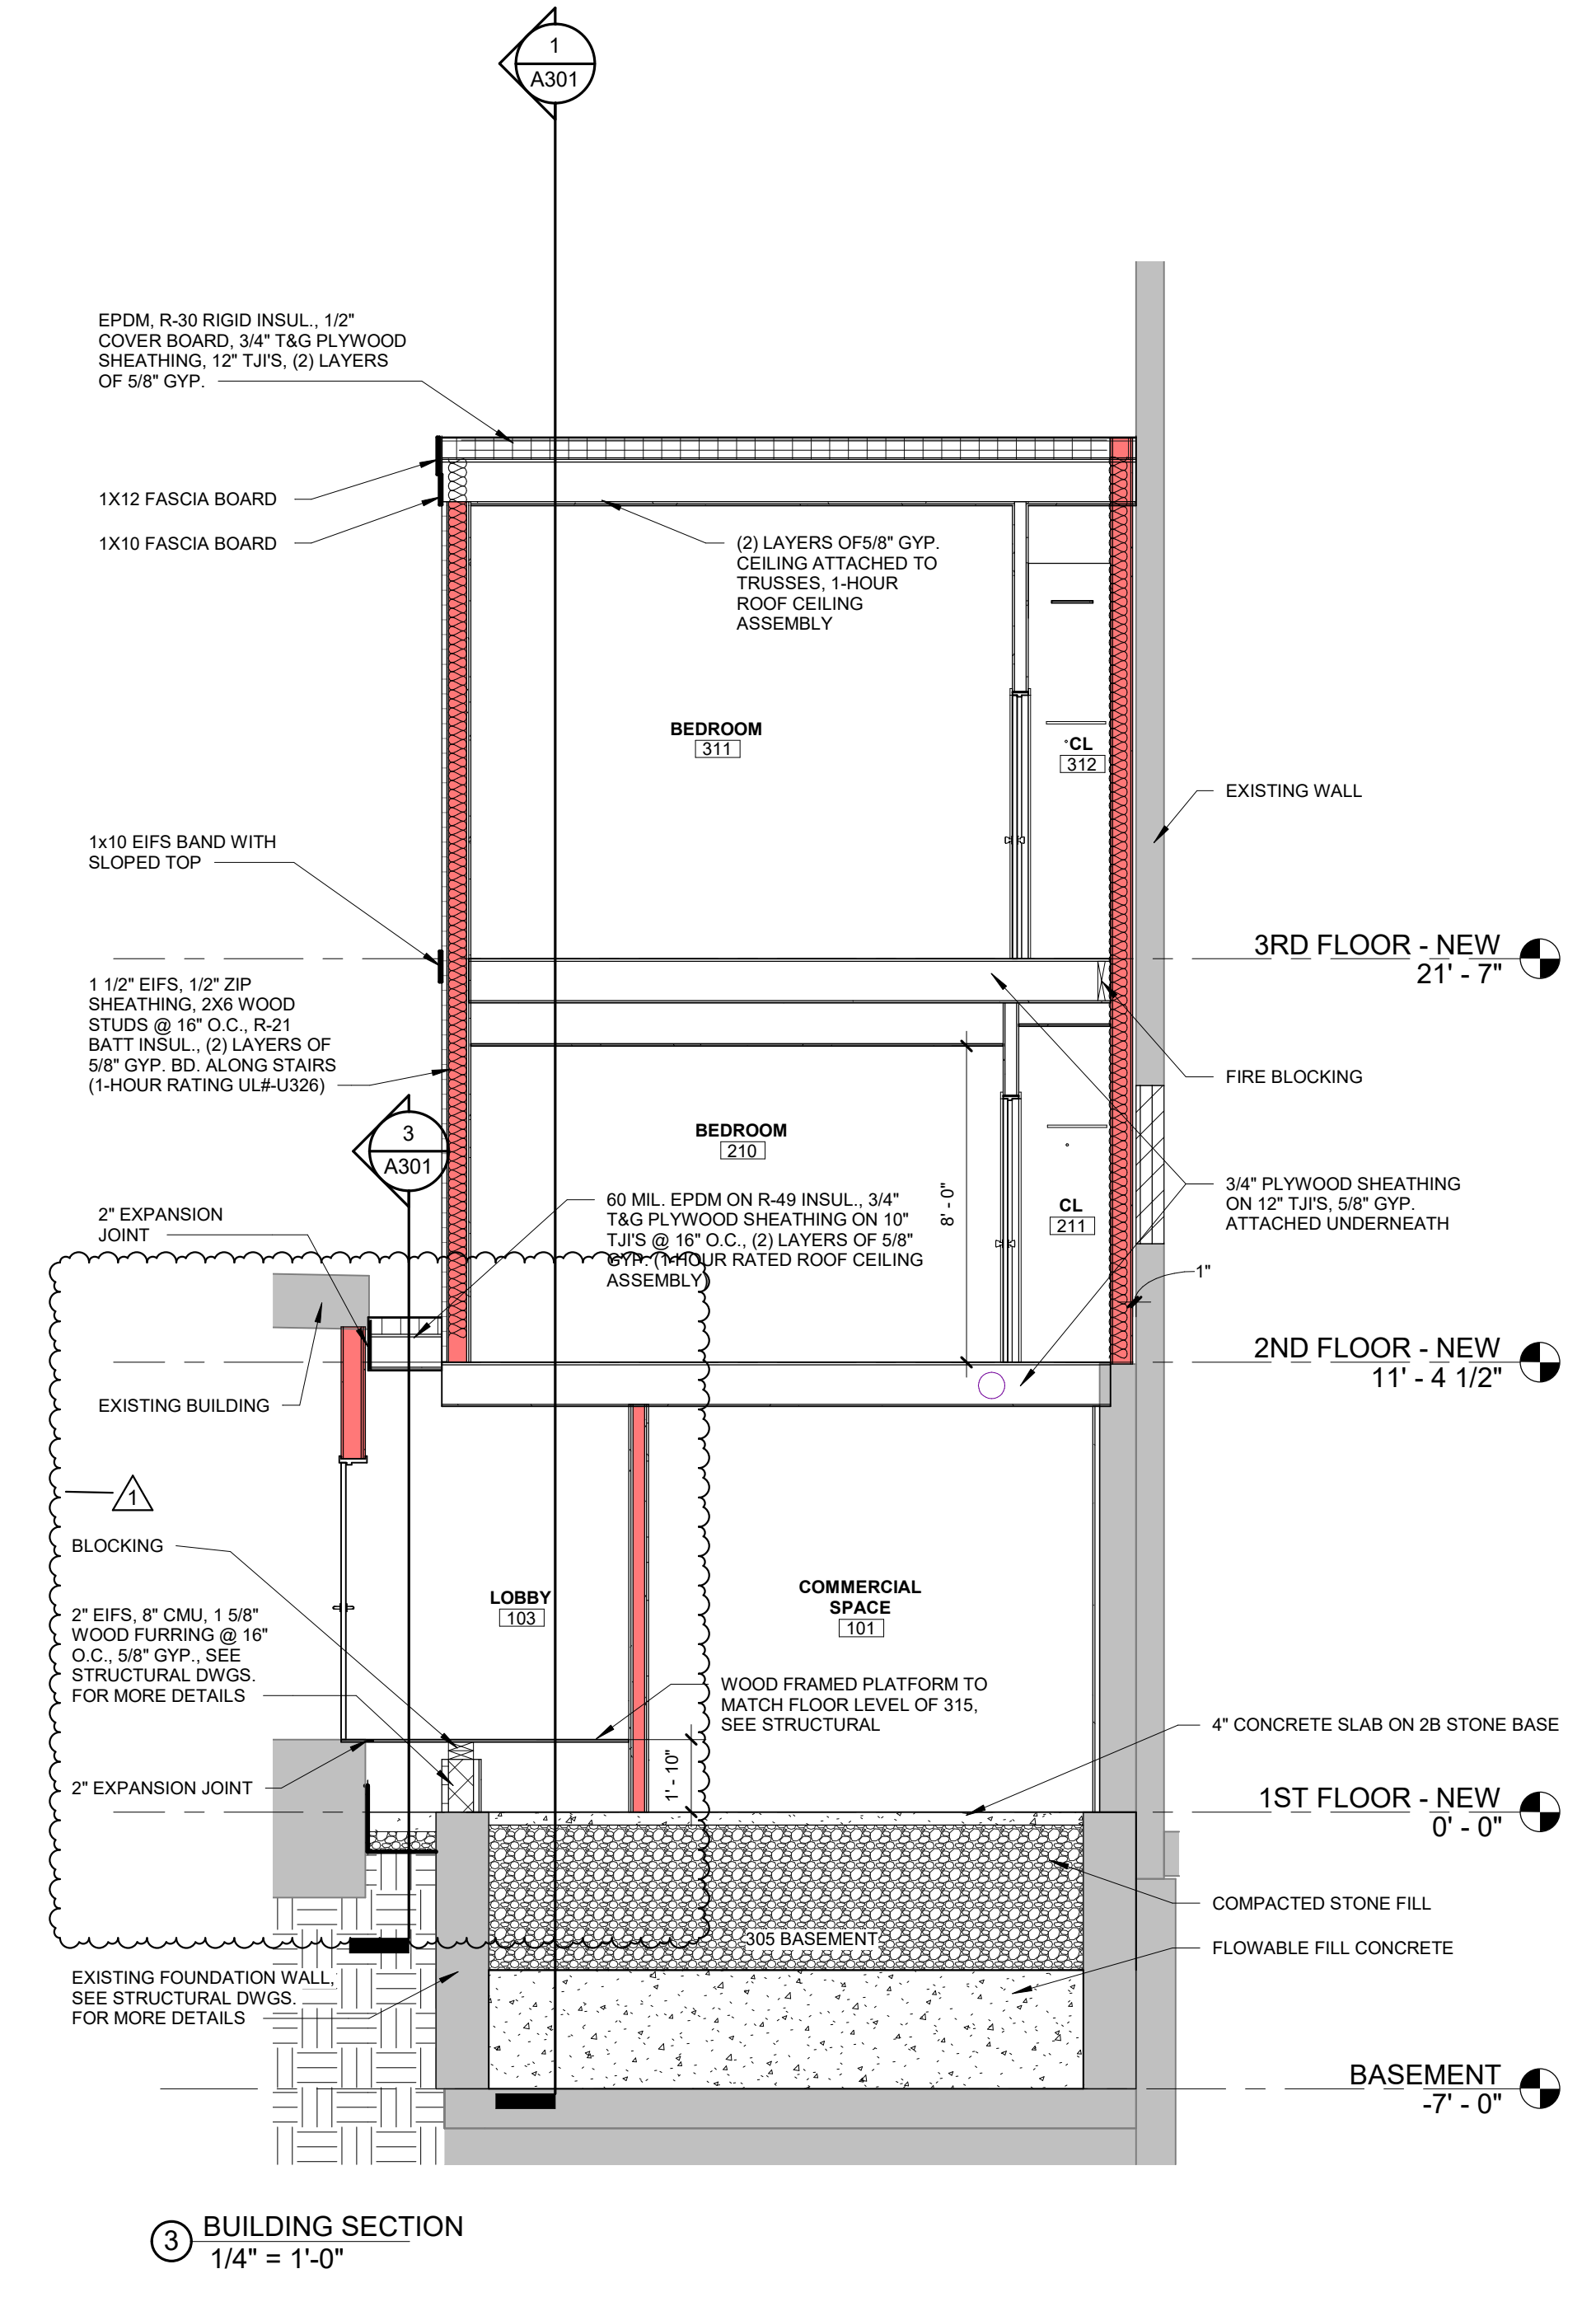 1
A301
EPDM, R-30 RIGID INSUL., 1/2"
COVER BOARD, 3/4" T&G PLYWOOD
SHEATHING, 12" TJI'S, (2) LAYERS
OF 5/8" GYP.
1X12 FASCIA BOARD
1X10 FASCIA BOARD
(2) LAYERS OF5/8" GYP.
CEILING ATTACHED TO
TRUSSES, 1-HOUR
ROOF CEILING
ASSEMBLY
BEDROOM
311
CL
312
EXISTING WALL
1x10 EIFS BAND WITH
SLOPED TOP
3RD FLOOR - NEW
21' - 7"
1 1/2" EIFS, 1/2" ZIP
SHEATHING, 2X6 WOOD
STUDS @ 16" O.C., R-21
BATT INSUL., (2) LAYERS OF
5/8" GYP. BD. ALONG STAIRS
(1-HOUR RATING UL#-U326)
FIRE BLOCKING
3
A301
BEDROOM
210
8' - 0"
CL
211
3/4" PLYWOOD SHEATHING
ON 12" TJI'S, 5/8" GYP.
ATTACHED UNDERNEATH
60 MIL. EPDM ON R-49 INSUL., 3/4"
T&G PLYWOOD SHEATHING ON 10"
TJI'S @ 16" O.C., (2) LAYERS OF 5/8"
GYP. (1-HOUR RATED ROOF CEILING
ASSEMBLY)
2" EXPANSION
JOINT
1"
2ND FLOOR - NEW
11' - 4 1/2"
EXISTING BUILDING
1
BLOCKING
LOBBY
103
COMMERCIAL
SPACE
101
2" EIFS, 8" CMU, 1 5/8"
WOOD FURRING @ 16"
O.C., 5/8" GYP., SEE
STRUCTURAL DWGS.
FOR MORE DETAILS
WOOD FRAMED PLATFORM TO
MATCH FLOOR LEVEL OF 315,
SEE STRUCTURAL
4" CONCRETE SLAB ON 2B STONE BASE
1' - 10"
2" EXPANSION JOINT
1ST FLOOR - NEW
0' - 0"
COMPACTED STONE FILL
305 BASEMENT
FLOWABLE FILL CONCRETE
EXISTING FOUNDATION WALL,
SEE STRUCTURAL DWGS.
FOR MORE DETAILS
BASEMENT
-7' - 0"
3
BUILDING SECTION
1/4" = 1'-0"